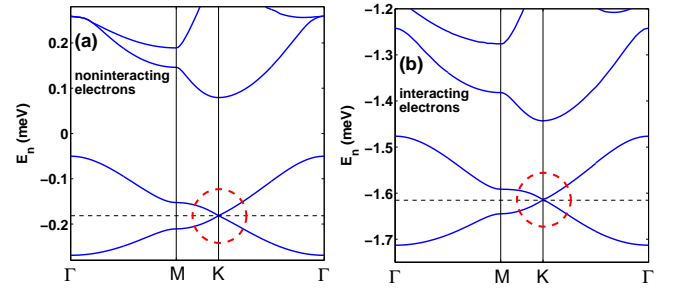 (a)
noninteracting
electrons
E_n (meV)
0.2
0.1
0
−0.1
−0.2
Γ M K Γ
(b)
interacting
electrons
E_n (meV)
−1.2
−1.3
−1.4
−1.5
−1.6
−1.7
Γ M K Γ